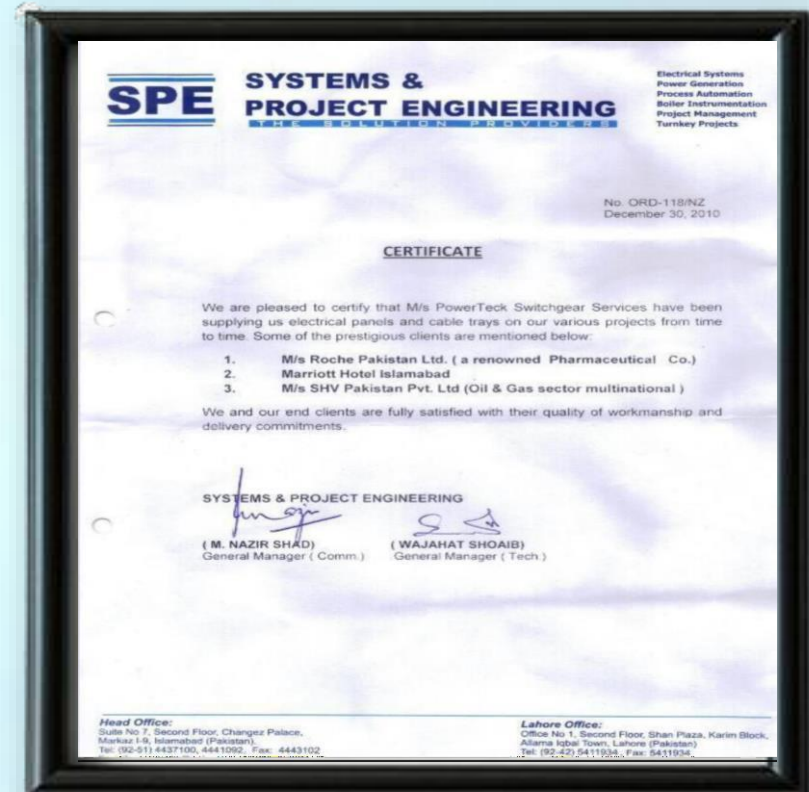 SPE
SYSTEMS &
PROJECT ENGINEERING
THE SOLUTION PROVIDERS
Electrical Systems
Power Generation
Process Automation
Boiler Instrumentation
Project Management
Turnkey Projects
No. ORD-118/NZ
December 30, 2010
CERTIFICATE
We are pleased to certify that M/s PowerTeck Switchgear Services have been
supplying us electrical panels and cable trays on our various projects from time
to time. Some of the prestigious clients are mentioned below:
1. M/s Roche Pakistan Ltd. ( a renowned Pharmaceutical Co.)
2. Marriott Hotel Islamabad
3. M/s SHV Pakistan Pvt. Ltd (Oil & Gas sector multinational )
We and our end clients are fully satisfied with their quality of workmanship and
delivery commitments.
SYSTEMS & PROJECT ENGINEERING
( M. NAZIR SHAD)
General Manager ( Comm.)
( WAJAHAT SHOAIB)
General Manager ( Tech.)
Head Office:
Suite No 7, Second Floor, Changez Palace,
Markaz I-9, Islamabad (Pakistan).
Tel: (92-51) 4437100, 4441092, Fax: 4443102
Lahore Office:
Office No 1, Second Floor, Shan Plaza, Karim Block,
Allama Iqbal Town, Lahore (Pakistan)
Tel: (92-42) 5411934, Fax: 5411934